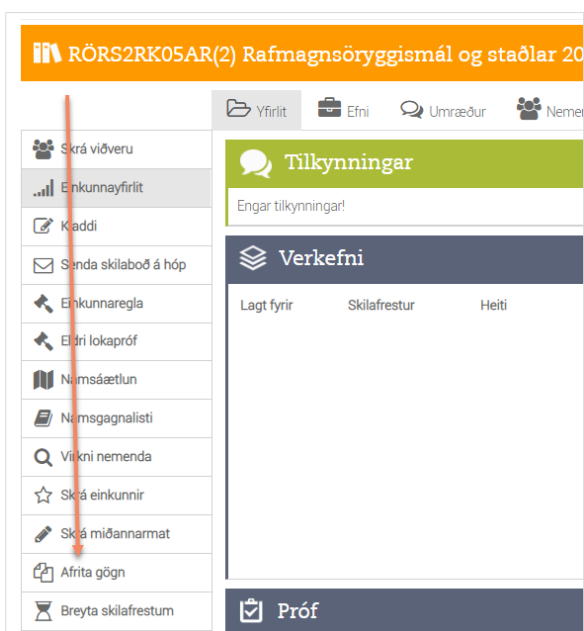 RÖRS2RK05AR(2) Rafmagnsöryggismál og staðlar 20
Yfirlit Efni Umræður Nemen
Skrá viðveru
Einkunnayfirlit
Kladdi
Senda skilaboð á hóp
Einkunnaregla
Eldri lokapróf
Námsáætlun
Námsgagnalisti
Virkni nemenda
Skrá einkunnir
Skrá miðannarmat
Afrita gögn
Breyta skilafrestum
Tilkynningar
Engar tilkynningar!
Verkefni
Lagt fyrir Skilafrestur Heiti
Próf